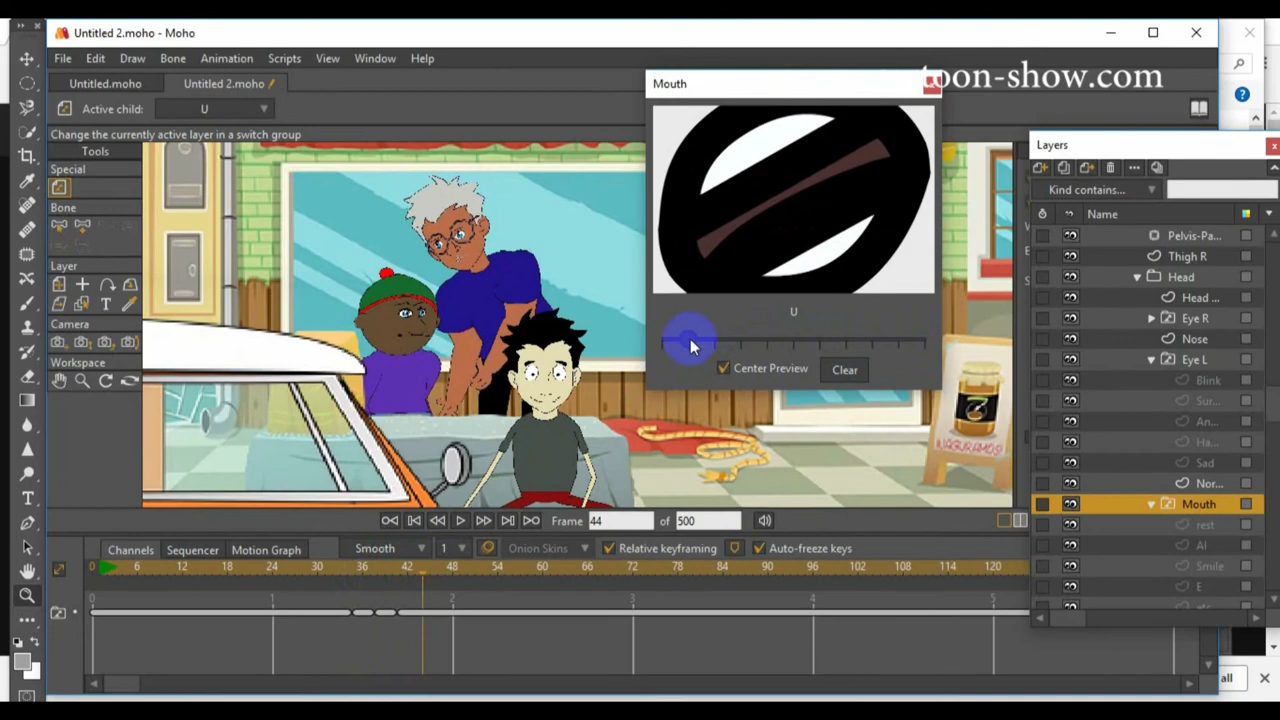 Untitled 2.moho - Moho
toon-show.com
File Edit Draw Bone Animation Scripts View Window Help
Untitled.moho
Untitled 2.moho
Mouth
Active child: U
Change the currently active layer in a switch group
Tools
Special
Bone
Layer
Camera
Workspace
U
Center Preview
Clear
Layers
Kind contains...
Name
Pelvis-Pa...
Thigh R
Head
Head ...
Eye R
Nose
Eye L
Blink
Sur...
An...
Ha...
Sad
Nor...
Mouth
rest
AI
Smile
E
NAGURAMOS!
Frame 44 of 500
Channels Sequencer Motion Graph Smooth 1 Onion Skins Relative keyframing Auto-freeze keys
0 6 12 18 24 30 36 42 48 54 60 66 72 78 84 90 96 102 108 114 120
0 1 2 3 4 5
all